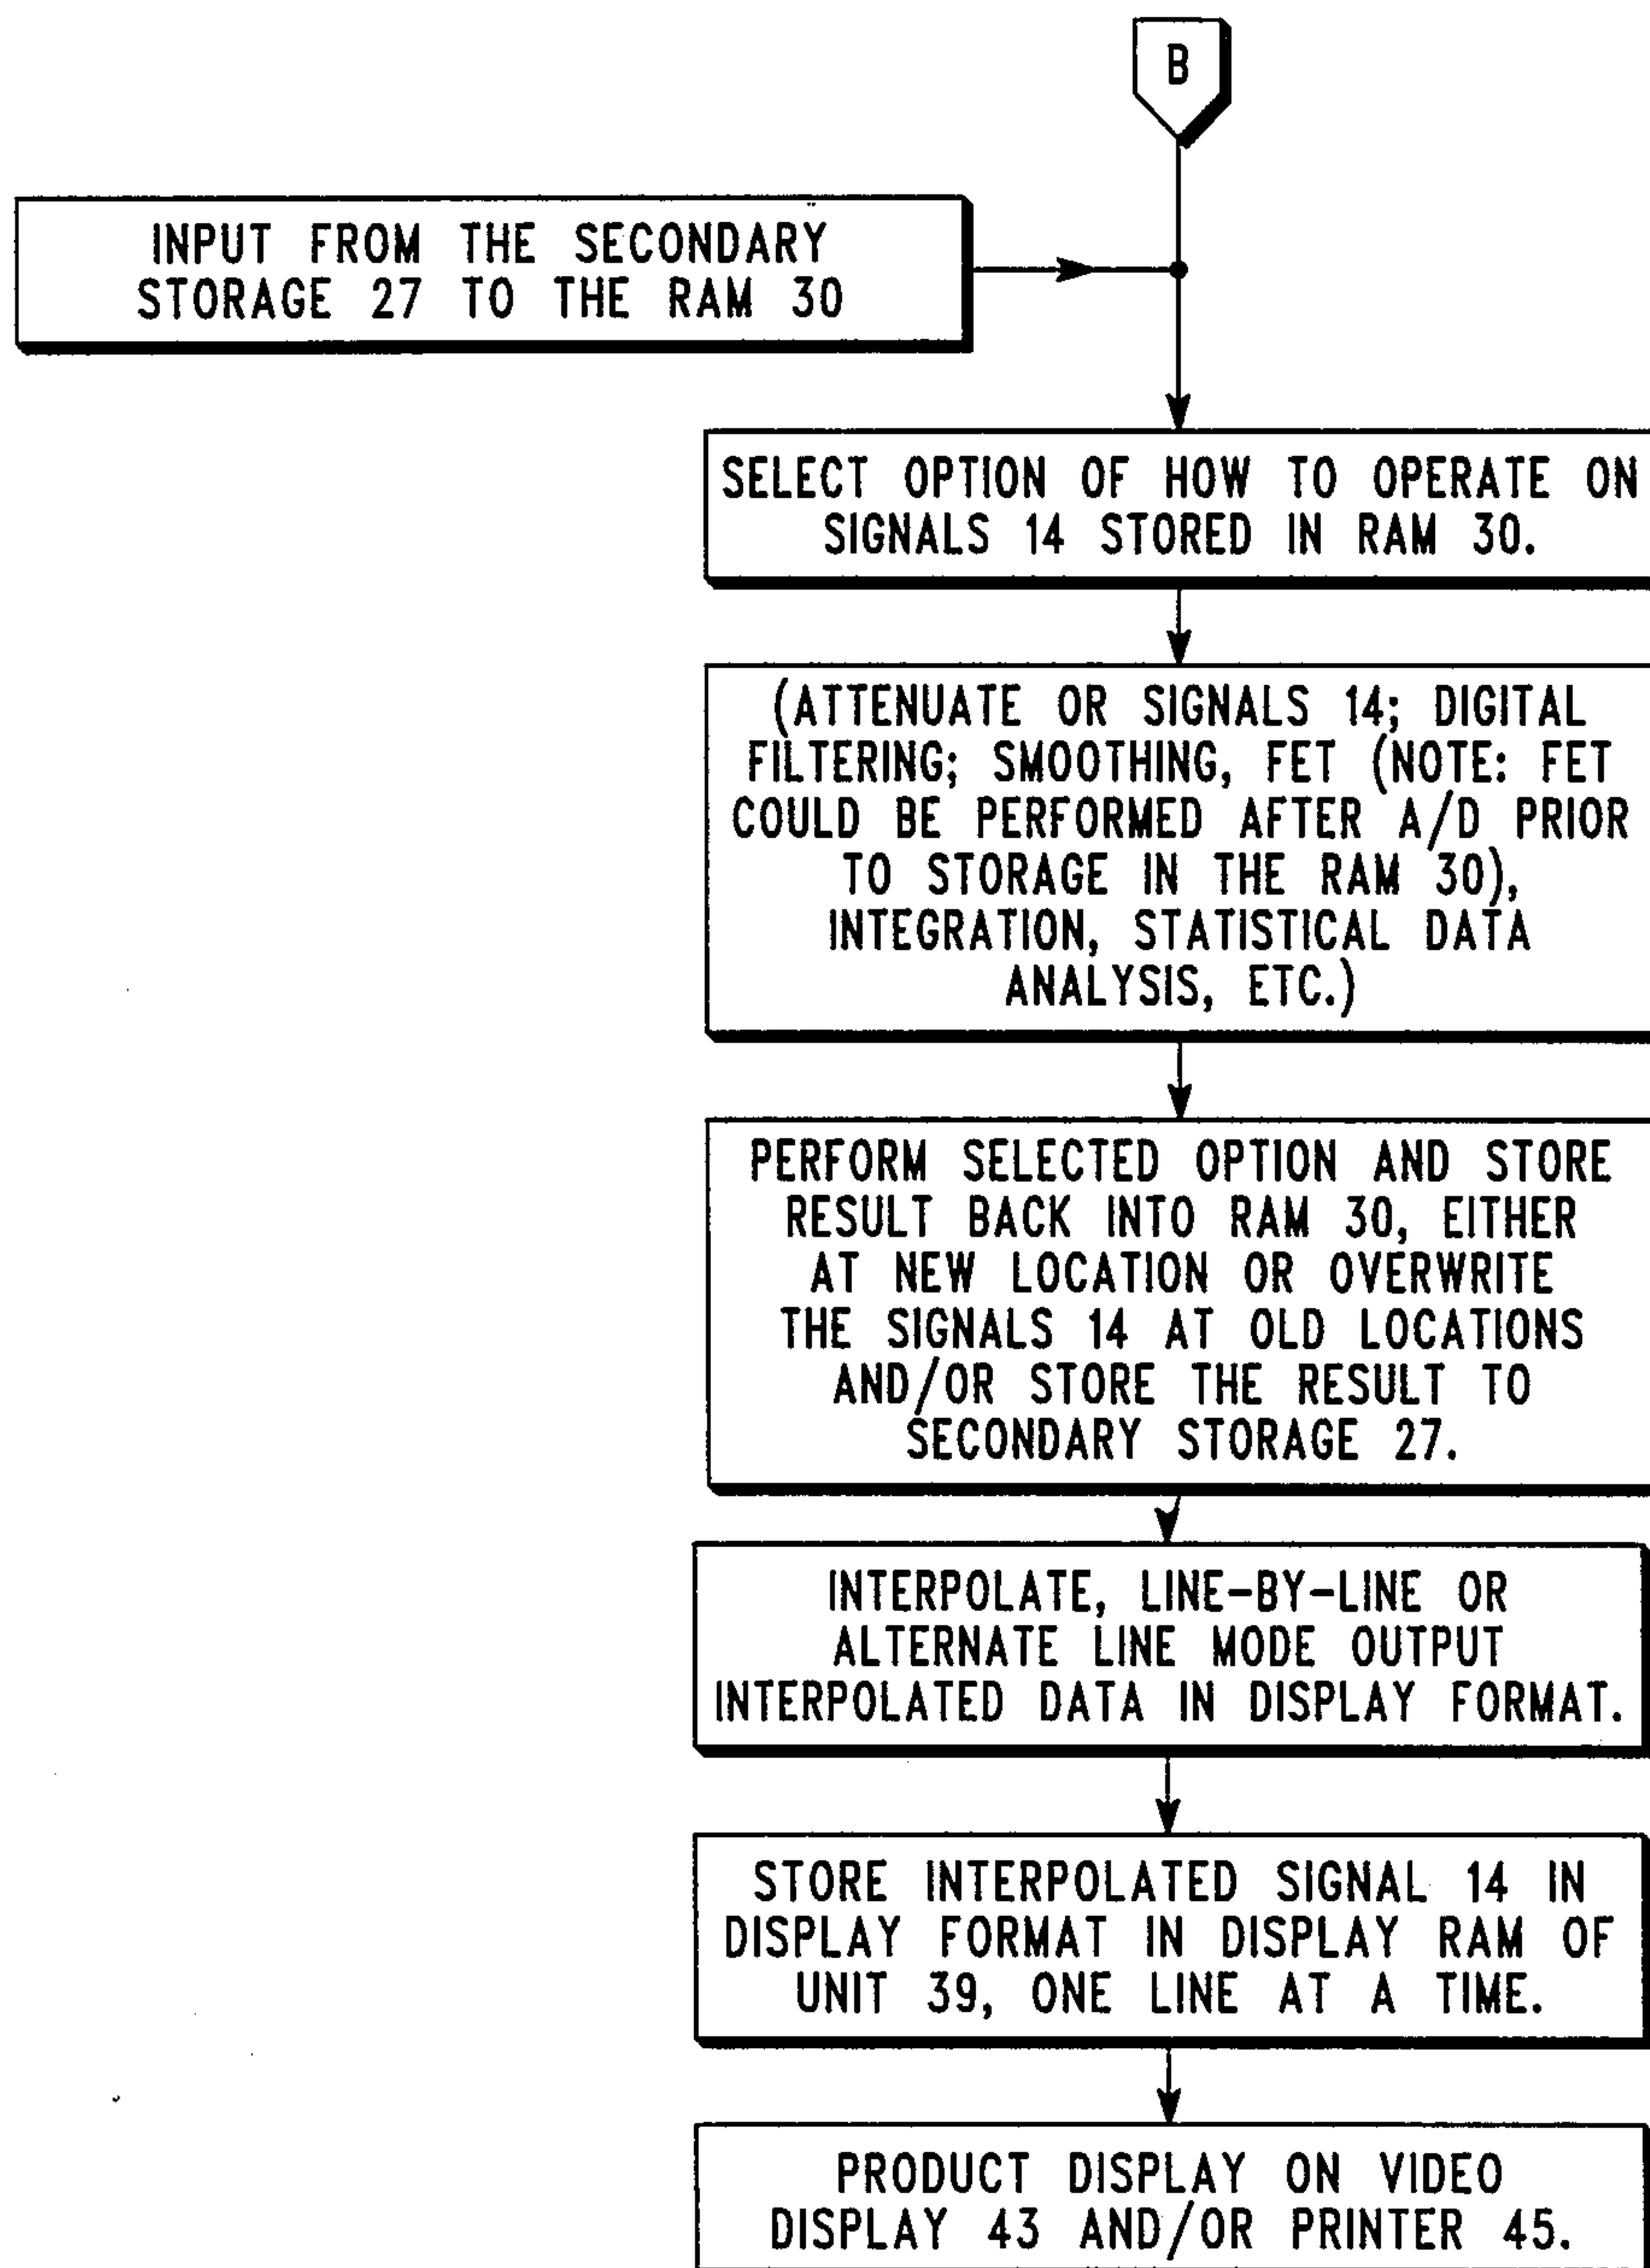 B
INPUT FROM THE SECONDARY
STORAGE 27 TO THE RAM 30
SELECT OPTION OF HOW TO OPERATE ON
SIGNALS 14 STORED IN RAM 30.
(ATTENUATE OR SIGNALS 14; DIGITAL
FILTERING; SMOOTHING, FET (NOTE: FET
COULD BE PERFORMED AFTER A/D PRIOR
TO STORAGE IN THE RAM 30),
INTEGRATION, STATISTICAL DATA
ANALYSIS, ETC.)
PERFORM SELECTED OPTION AND STORE
RESULT BACK INTO RAM 30, EITHER
AT NEW LOCATION OR OVERWRITE
THE SIGNALS 14 AT OLD LOCATIONS
AND/OR STORE THE RESULT TO
SECONDARY STORAGE 27.
INTERPOLATE, LINE-BY-LINE OR
ALTERNATE LINE MODE OUTPUT
INTERPOLATED DATA IN DISPLAY FORMAT.
STORE INTERPOLATED SIGNAL 14 IN
DISPLAY FORMAT IN DISPLAY RAM OF
UNIT 39, ONE LINE AT A TIME.
PRODUCT DISPLAY ON VIDEO
DISPLAY 43 AND/OR PRINTER 45.